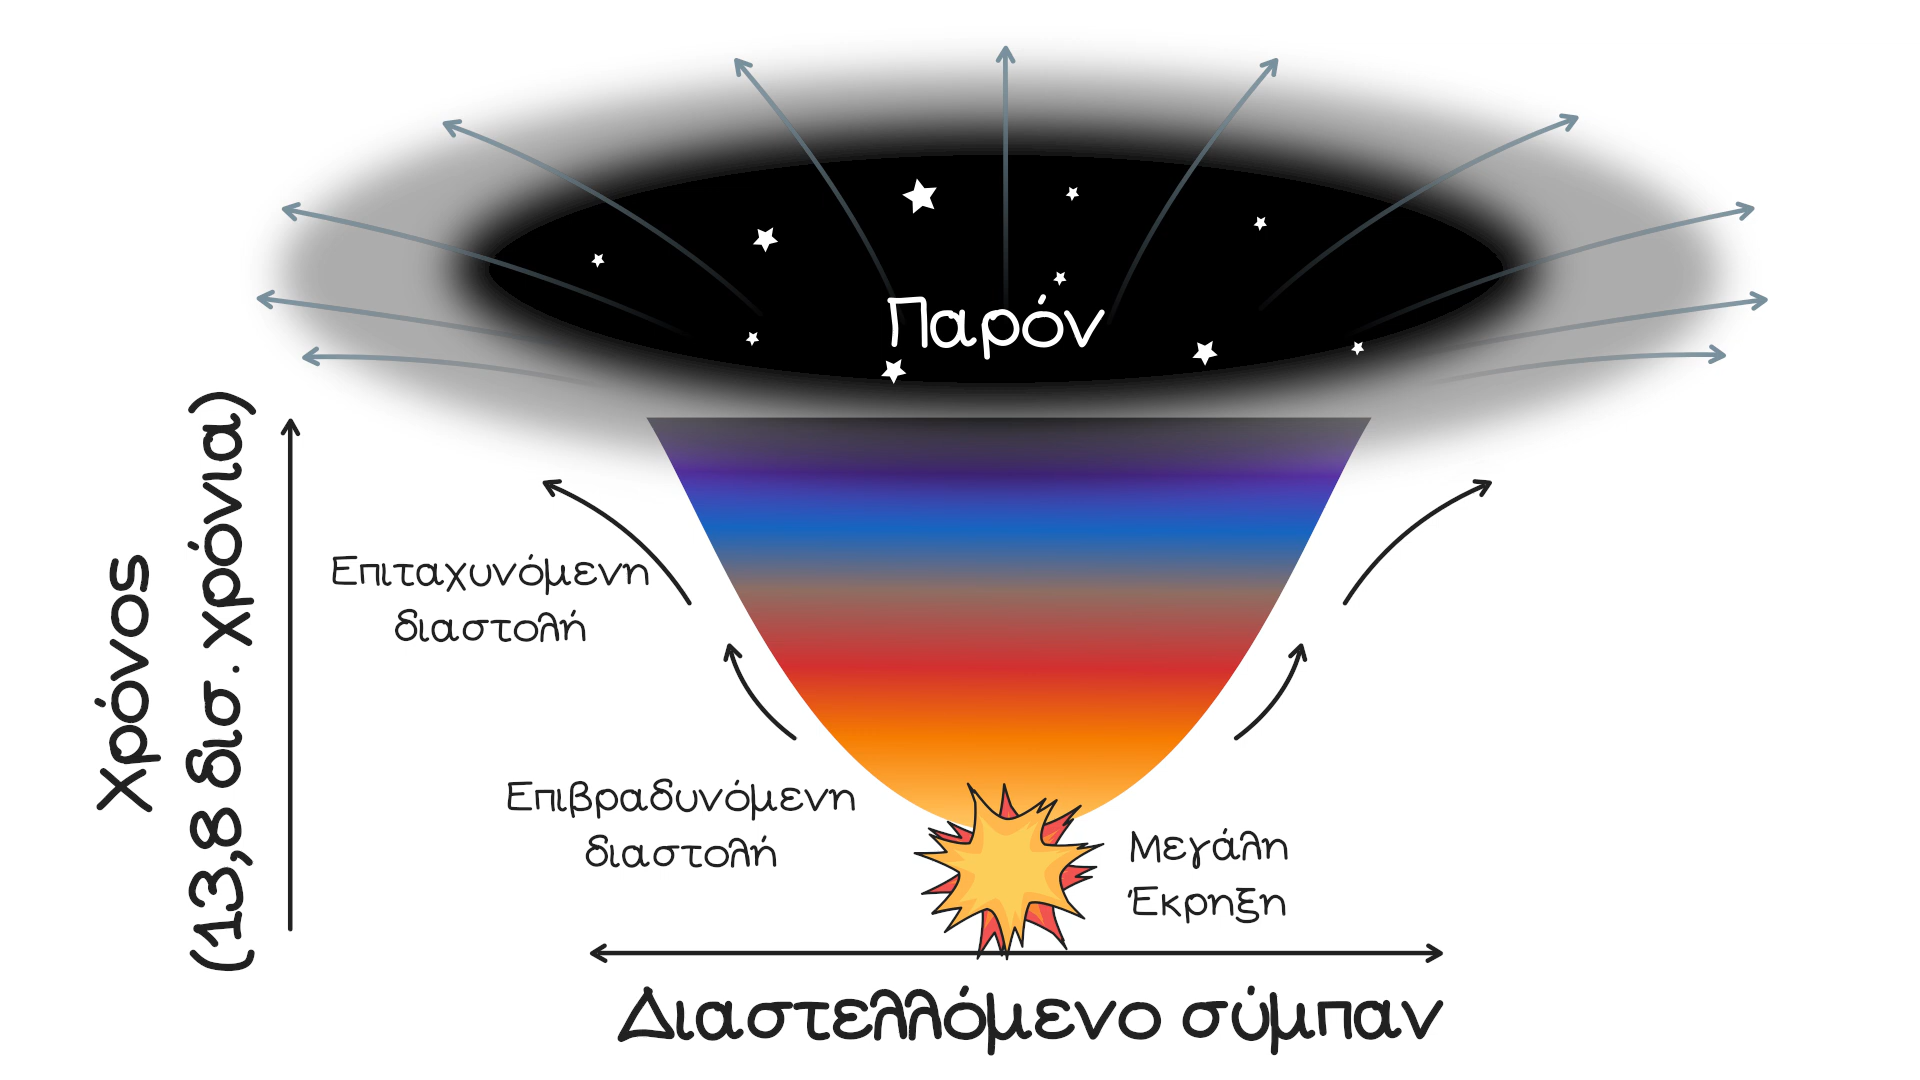 Παρόν
Χρόνος
(13,8 δισ. χρόνια)
Επιταχυνόμενη
διαστολή
Επιβραδυνόμενη
διαστολή
Μεγάλη
Έκρηξη
Διαστελλόμενο σύμπαν